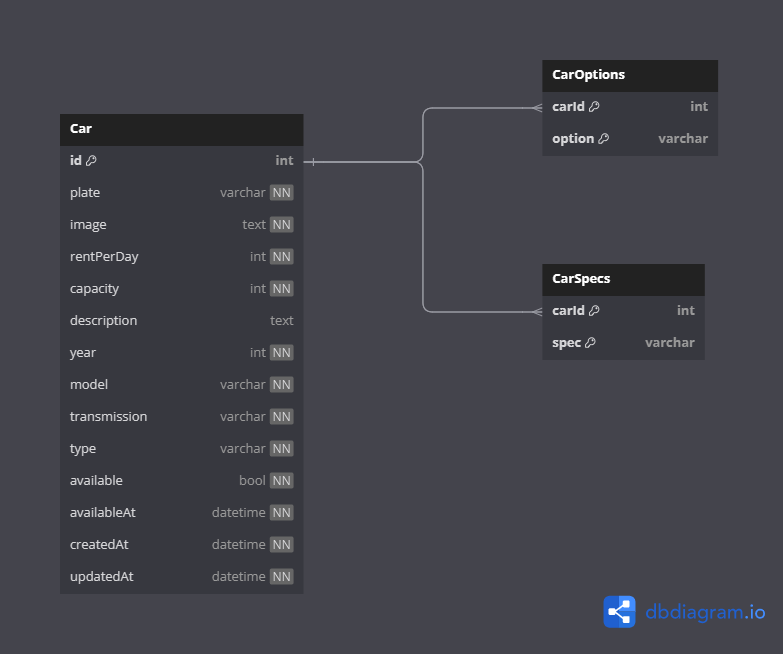 Car
id int
plate varchar NN
image text NN
rentPerDay int NN
capacity int NN
description text
year int NN
model varchar NN
transmission varchar NN
type varchar NN
available bool NN
availableAt datetime NN
createdAt datetime NN
updatedAt datetime NN
CarOptions
carId int
option varchar
CarSpecs
carId int
spec varchar
dbdiagram.io